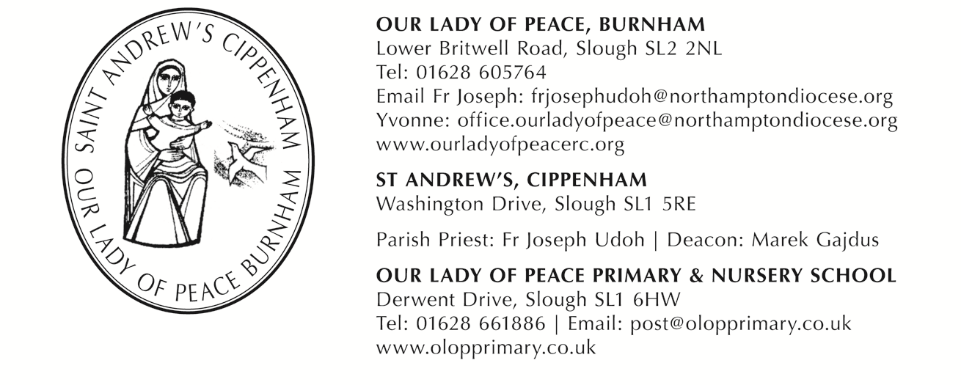 SAINT ANDREW'S CIPPENHAM
OUR LADY OF PEACE BURNHAM
OUR LADY OF PEACE, BURNHAM
Lower Britwell Road, Slough SL2 2NL
Tel: 01628 605764
Email Fr Joseph: frjosephudoh@northamptondiocese.org
Yvonne: office.ourladyofpeace@northamptondiocese.org
www.ourladyofpeacerc.org
ST ANDREW'S, CIPPENHAM
Washington Drive, Slough SL1 5RE
Parish Priest: Fr Joseph Udoh | Deacon: Marek Gajdus
OUR LADY OF PEACE PRIMARY & NURSERY SCHOOL
Derwent Drive, Slough SL1 6HW
Tel: 01628 661886 | Email: post@olopprimary.co.uk
www.olopprimary.co.uk